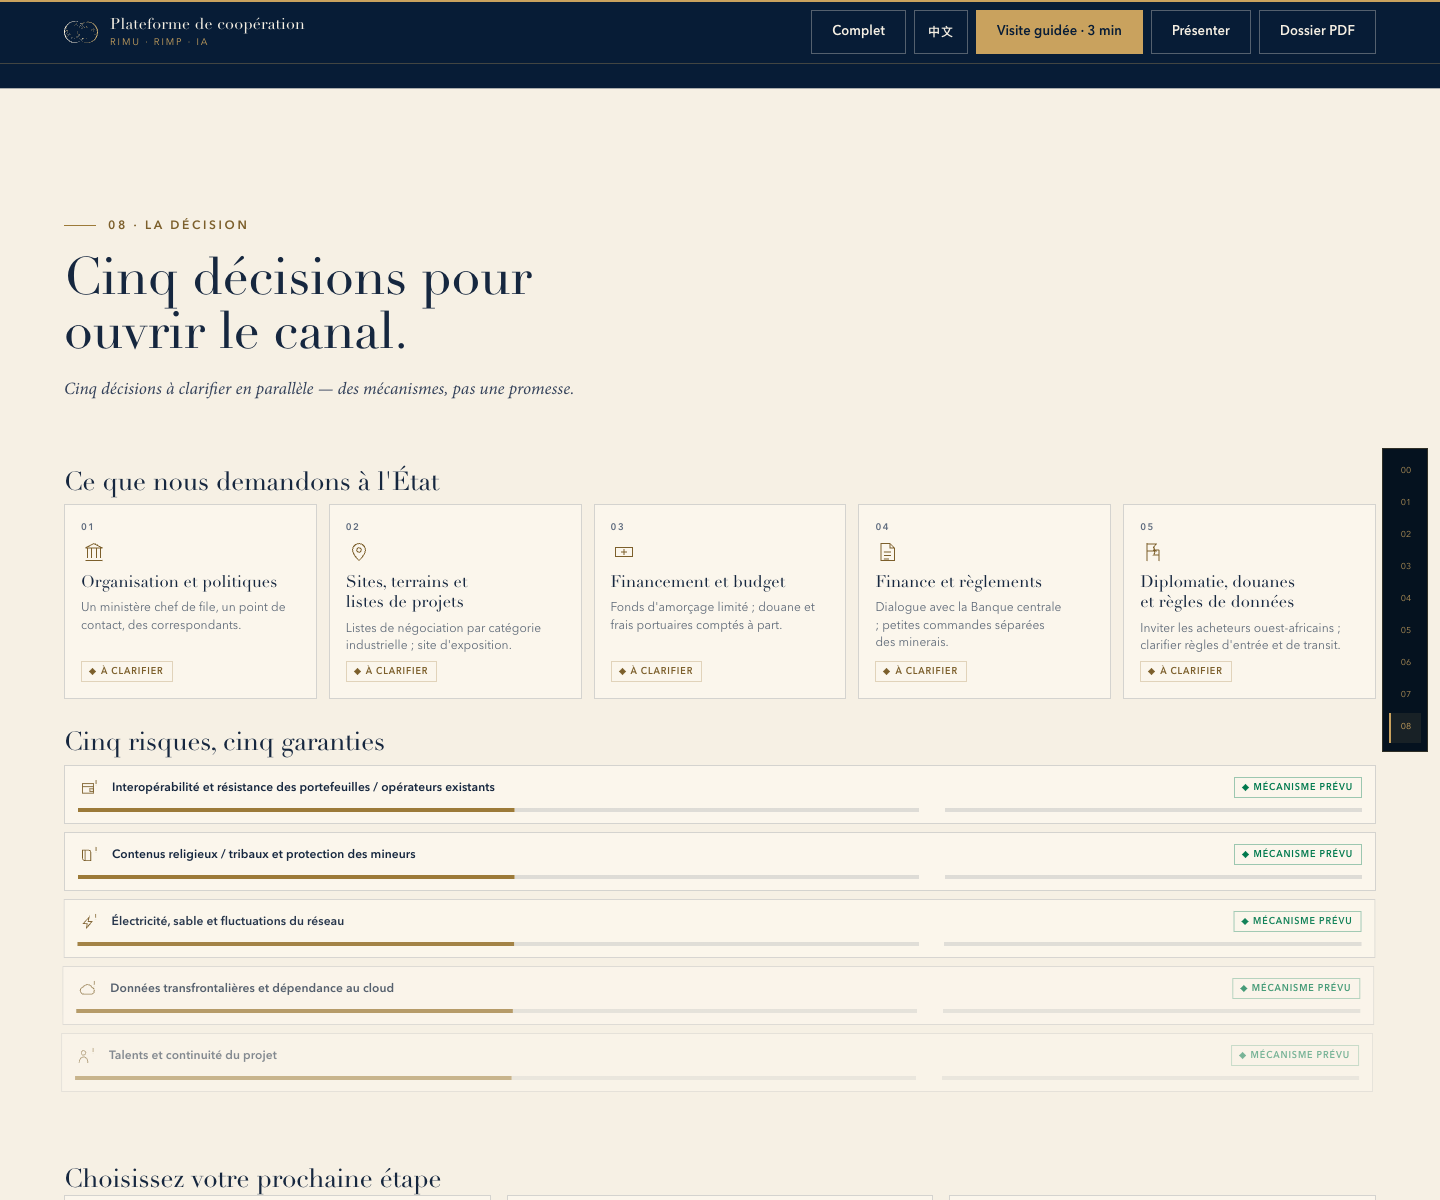 Plateforme de coopération
RIMU · RIMP · IA
Complet
中文
Visite guidée · 3 min
Présenter
Dossier PDF
08 · LA DÉCISION
Cinq décisions pour
ouvrir le canal.
Cinq décisions à clarifier en parallèle — des mécanismes, pas une promesse.
Ce que nous demandons à l'État
01
Organisation et politiques
Un ministère chef de file, un point de
contact, des correspondants.
◆ À CLARIFIER
02
Sites, terrains et
listes de projets
Listes de négociation par catégorie
industrielle ; site d'exposition.
◆ À CLARIFIER
03
Financement et budget
Fonds d'amorçage limité ; douane et
frais portuaires comptés à part.
◆ À CLARIFIER
04
Finance et règlements
Dialogue avec la Banque centrale
; petites commandes séparées
des minerais.
◆ À CLARIFIER
05
Diplomatie, douanes
et règles de données
Inviter les acheteurs ouest-africains ;
clarifier règles d'entrée et de transit.
◆ À CLARIFIER
00
01
02
03
04
05
06
07
08
Cinq risques, cinq garanties
Interopérabilité et résistance des portefeuilles / opérateurs existants
◆ MÉCANISME PRÉVU
Contenus religieux / tribaux et protection des mineurs
◆ MÉCANISME PRÉVU
Électricité, sable et fluctuations du réseau
◆ MÉCANISME PRÉVU
Données transfrontalières et dépendance au cloud
◆ MÉCANISME PRÉVU
Talents et continuité du projet
◆ MÉCANISME PRÉVU
Choisissez votre prochaine étape